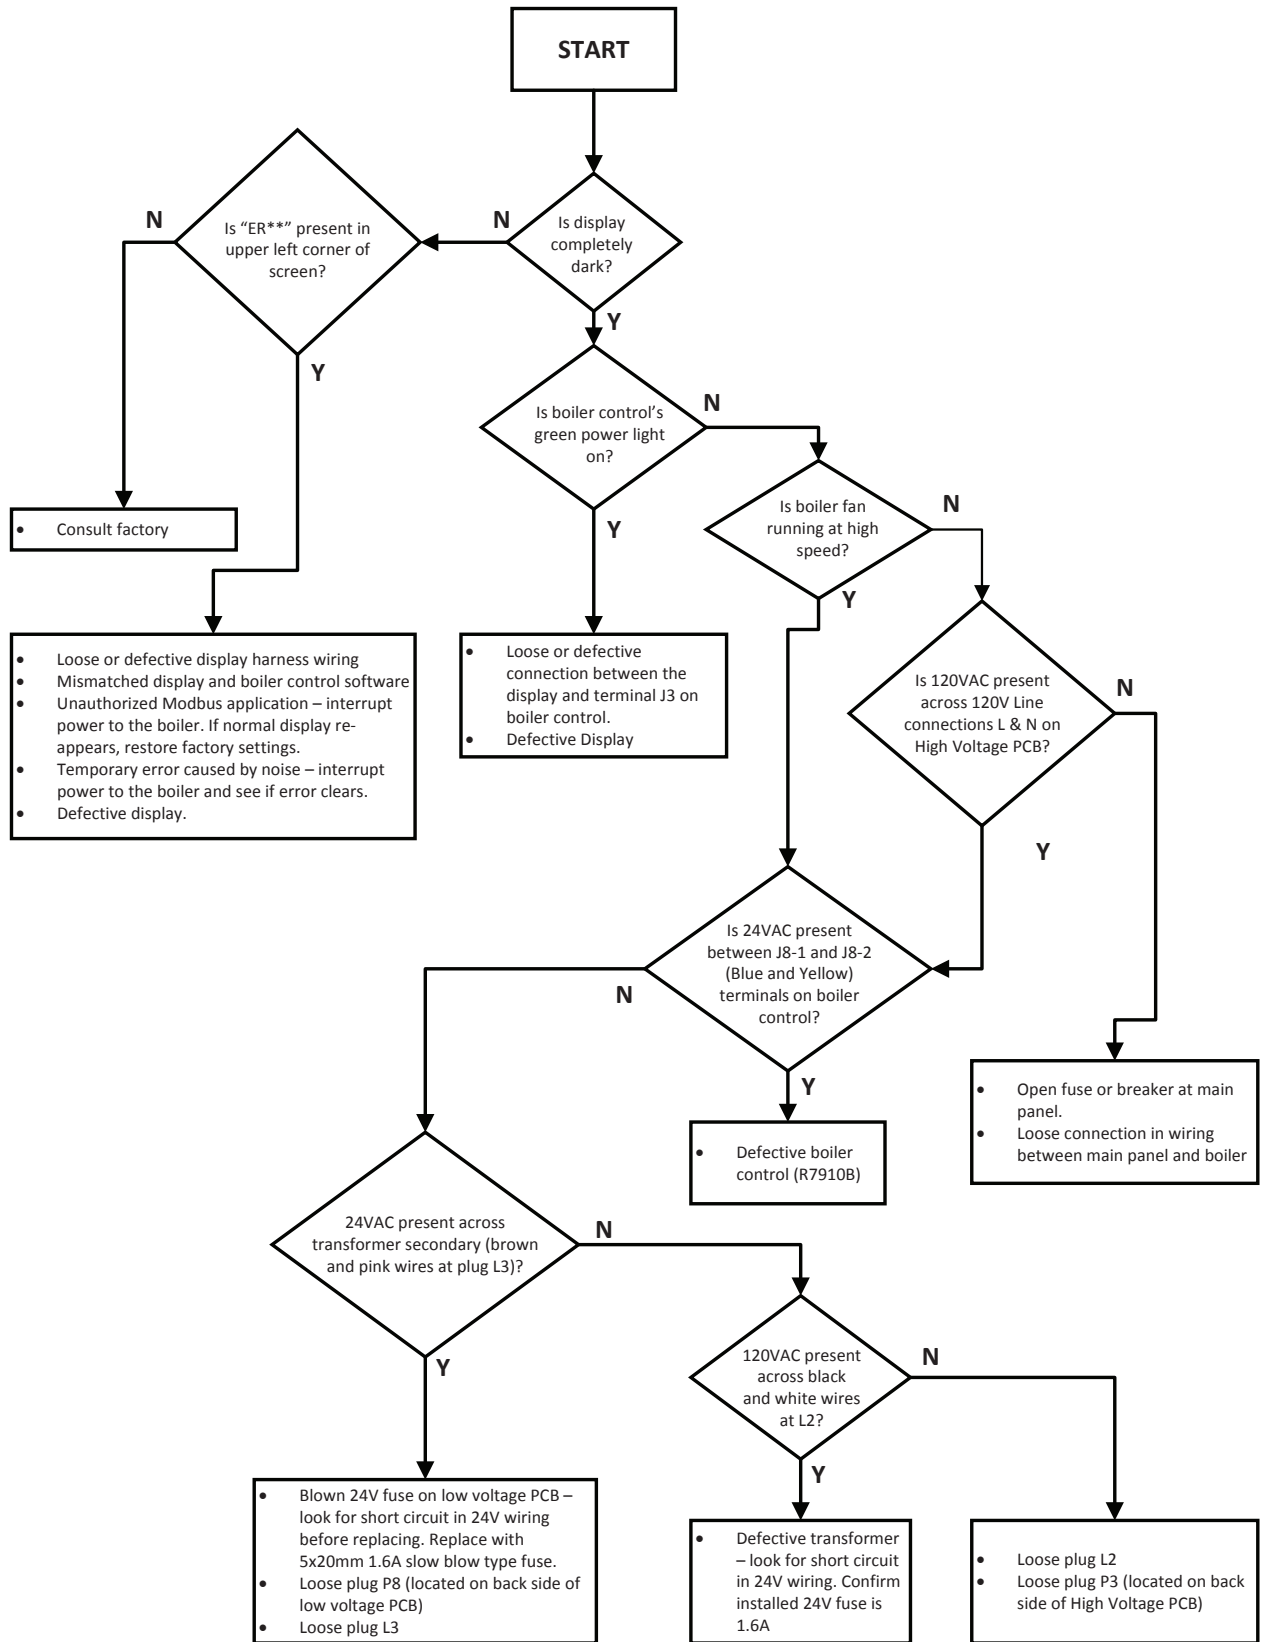 START
Is display
completely
dark?
N
Y
Is “ER**” present in
upper left corner of
screen?
N
Y
• Consult factory
• Loose or defective display harness wiring
• Mismatched display and boiler control software
• Unauthorized Modbus application – interrupt
power to the boiler. If normal display re-
appears, restore factory settings.
• Temporary error caused by noise – interrupt
power to the boiler and see if error clears.
• Defective display.
Is boiler control’s
green power light
on?
N
Y
• Loose or defective
connection between the
display and terminal J3 on
boiler control.
• Defective Display
Is boiler fan
running at high
speed?
N
Y
Is 120VAC present
across 120V Line
connections L & N on
High Voltage PCB?
N
Y
• Open fuse or breaker at main
panel.
• Loose connection in wiring
between main panel and boiler
Is 24VAC present
between J8-1 and J8-2
(Blue and Yellow)
terminals on boiler
control?
N
Y
• Defective boiler
control (R7910B)
24VAC present across
transformer secondary (brown
and pink wires at plug L3)?
N
Y
120VAC present
across black
and white wires
at L2?
N
Y
• Blown 24V fuse on low voltage PCB –
look for short circuit in 24V wiring
before replacing. Replace with
5x20mm 1.6A slow blow type fuse.
• Loose plug P8 (located on back side of
low voltage PCB)
• Loose plug L3
• Defective transformer
– look for short circuit
in 24V wiring. Confirm
installed 24V fuse is
1.6A
• Loose plug L2
• Loose plug P3 (located on back
side of High Voltage PCB)